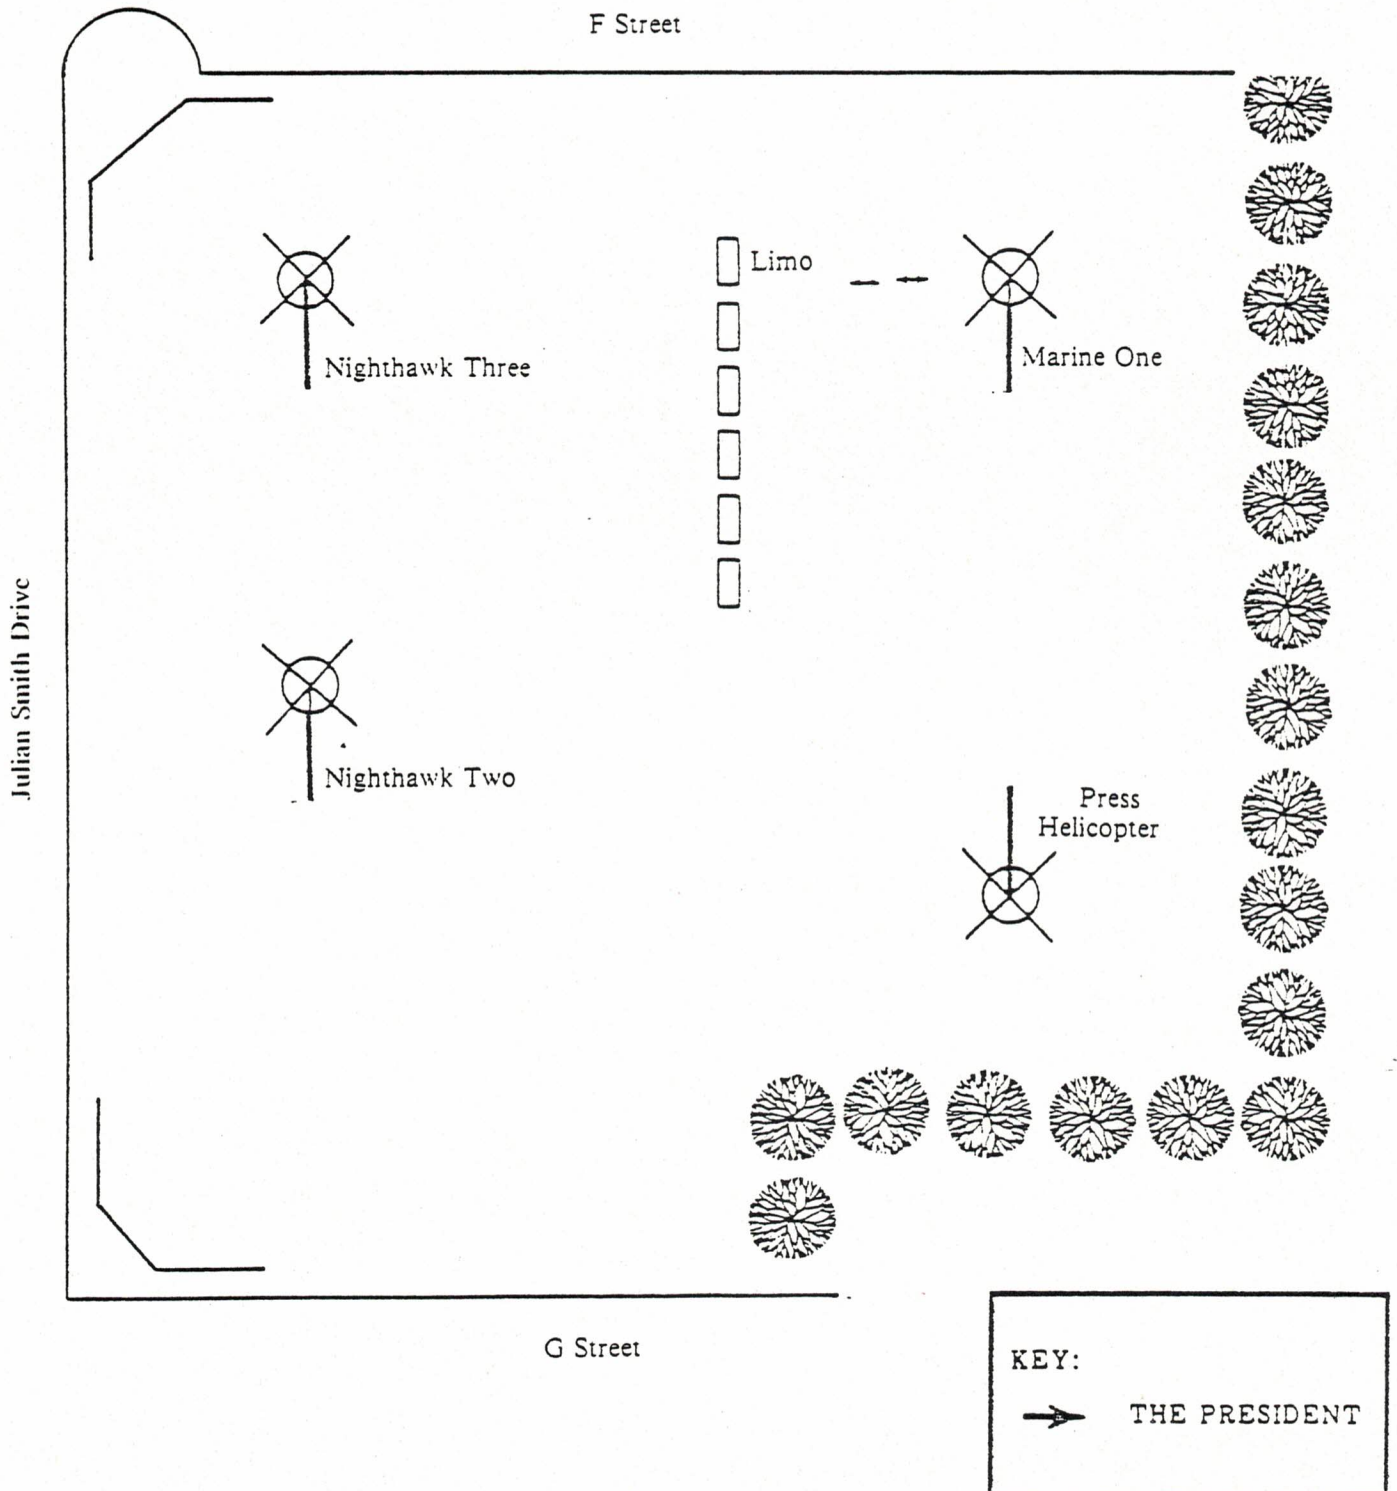 F Street
Limo
Marine One
Nighthawk Three
Julian Smith Drive
Nighthawk Two
Press
Helicopter
G Street
KEY:
THE PRESIDENT